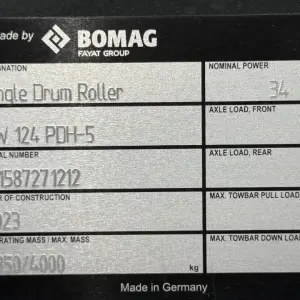 ade by BOMAG
FAYAT GROUP
GNATION
NOMINAL POWER
ngle Drum Roller
34
AXLE LOAD, FRONT
W 124 PDH-5
AL NUMBER
AXLE LOAD, REAR
1587271212
R OF CONSTRUCTION
MAX. TOWBAR PULL LOAD
023
RATING MASS / MAX. MASS
MAX. TOWBAR DOWN LOAD
350/4000
kg
Made in Germany